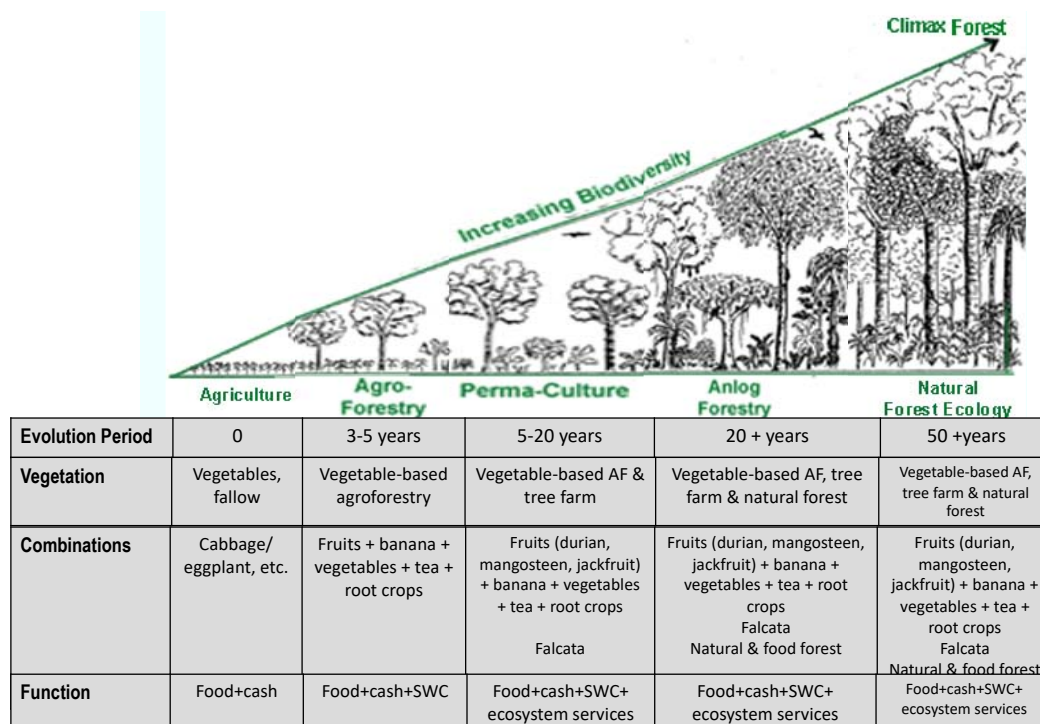 Climax Forest
Increasing Biodiversity
Agriculture
Agro-
Forestry
Perma-Culture
Anlog
Forestry
Natural
Forest Ecology
Evolution Period
0
3-5 years
5-20 years
20 + years
50 +years
Vegetation
Vegetables,
fallow
Vegetable-based
agroforestry
Vegetable-based AF &
tree farm
Vegetable-based AF, tree
farm & natural forest
Vegetable-based AF,
tree farm & natural
forest
Combinations
Cabbage/
eggplant, etc.
Fruits + banana +
vegetables + tea +
root crops
Fruits (durian,
mangosteen, jackfruit)
+ banana + vegetables
+ tea + root crops
Falcata
Fruits (durian, mangosteen,
jackfruit) + banana +
vegetables + tea + root
crops
Falcata
Natural & food forest
Fruits (durian,
mangosteen,
jackfruit) + banana +
vegetables + tea +
root crops
Falcata
Natural & food forest
Function
Food+cash
Food+cash+SWC
Food+cash+SWC+
ecosystem services
Food+cash+SWC+
ecosystem services
Food+cash+SWC+
ecosystem services